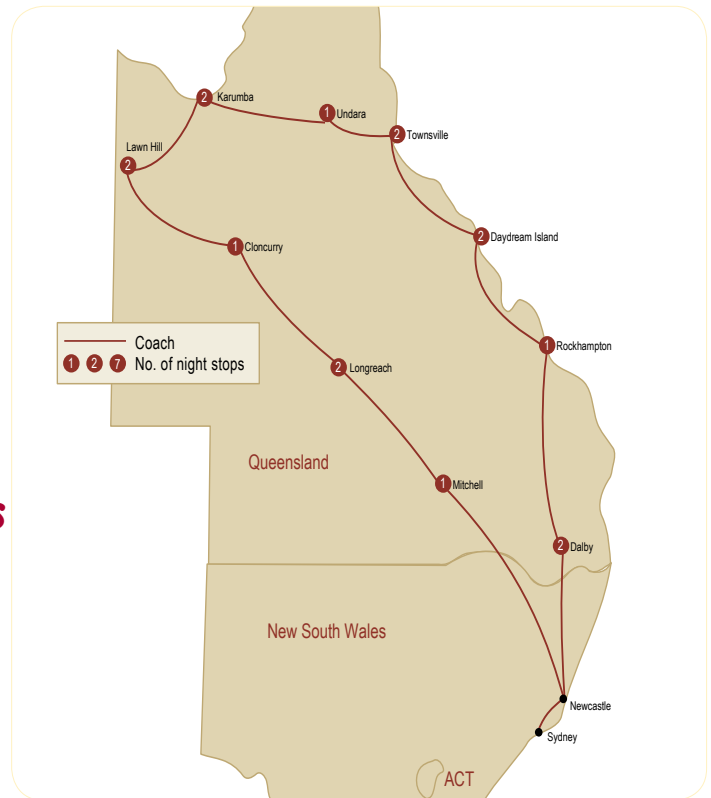 2 Karumba
1 Undara
2 Townsville
Lawn Hill
2
2 Daydream Island
1 Cloncurry
Coach
1 2 7 No. of night stops
1 Rockhampton
2 Longreach
Queensland
1 Mitchell
s
2 Dalby
New South Wales
Newcastle
Sydney
ACT